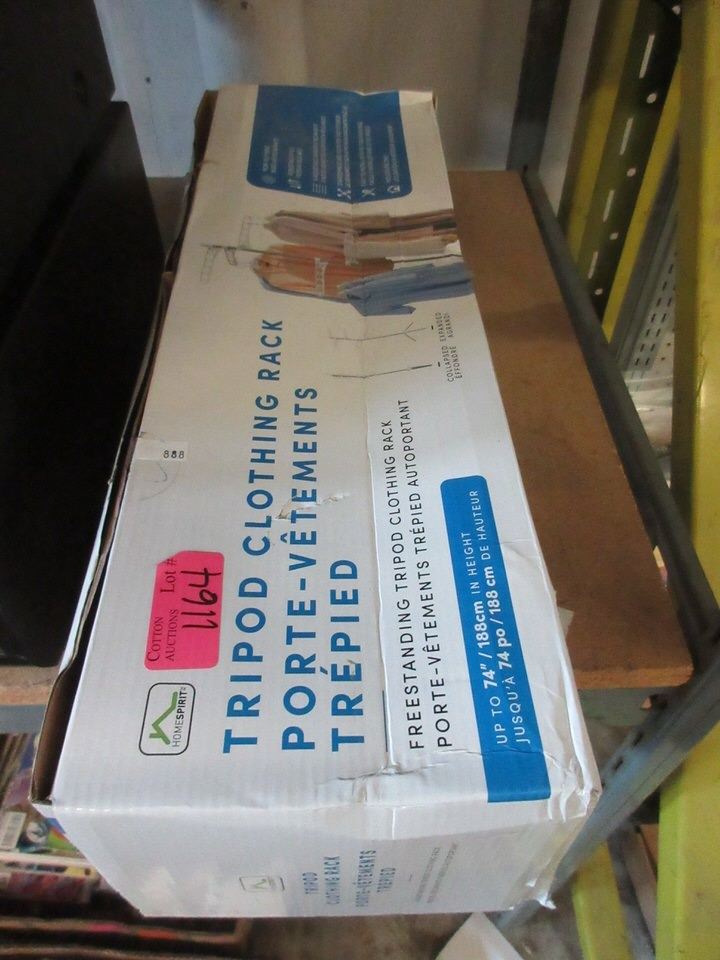 HOMESPIRIT
COTTON
AUCTIONS
Lot #
1164
888
TRIPOD CLOTHING RACK
PORTE-VÊTEMENTS
TRÉPIED
FREESTANDING TRIPOD CLOTHING RACK
PORTE-VÊTEMENTS TRÉPIED AUTOPORTANT
COLLAPSED EXPANDED
EFFONDRÉ AGRANDI
UP TO 74" / 188cm IN HEIGHT
JUSQU'À 74 po / 188 cm DE HAUTEUR
TRIPOD
CLOTHING RACK
PORTE-VÊTEMENTS
TRÉPIED